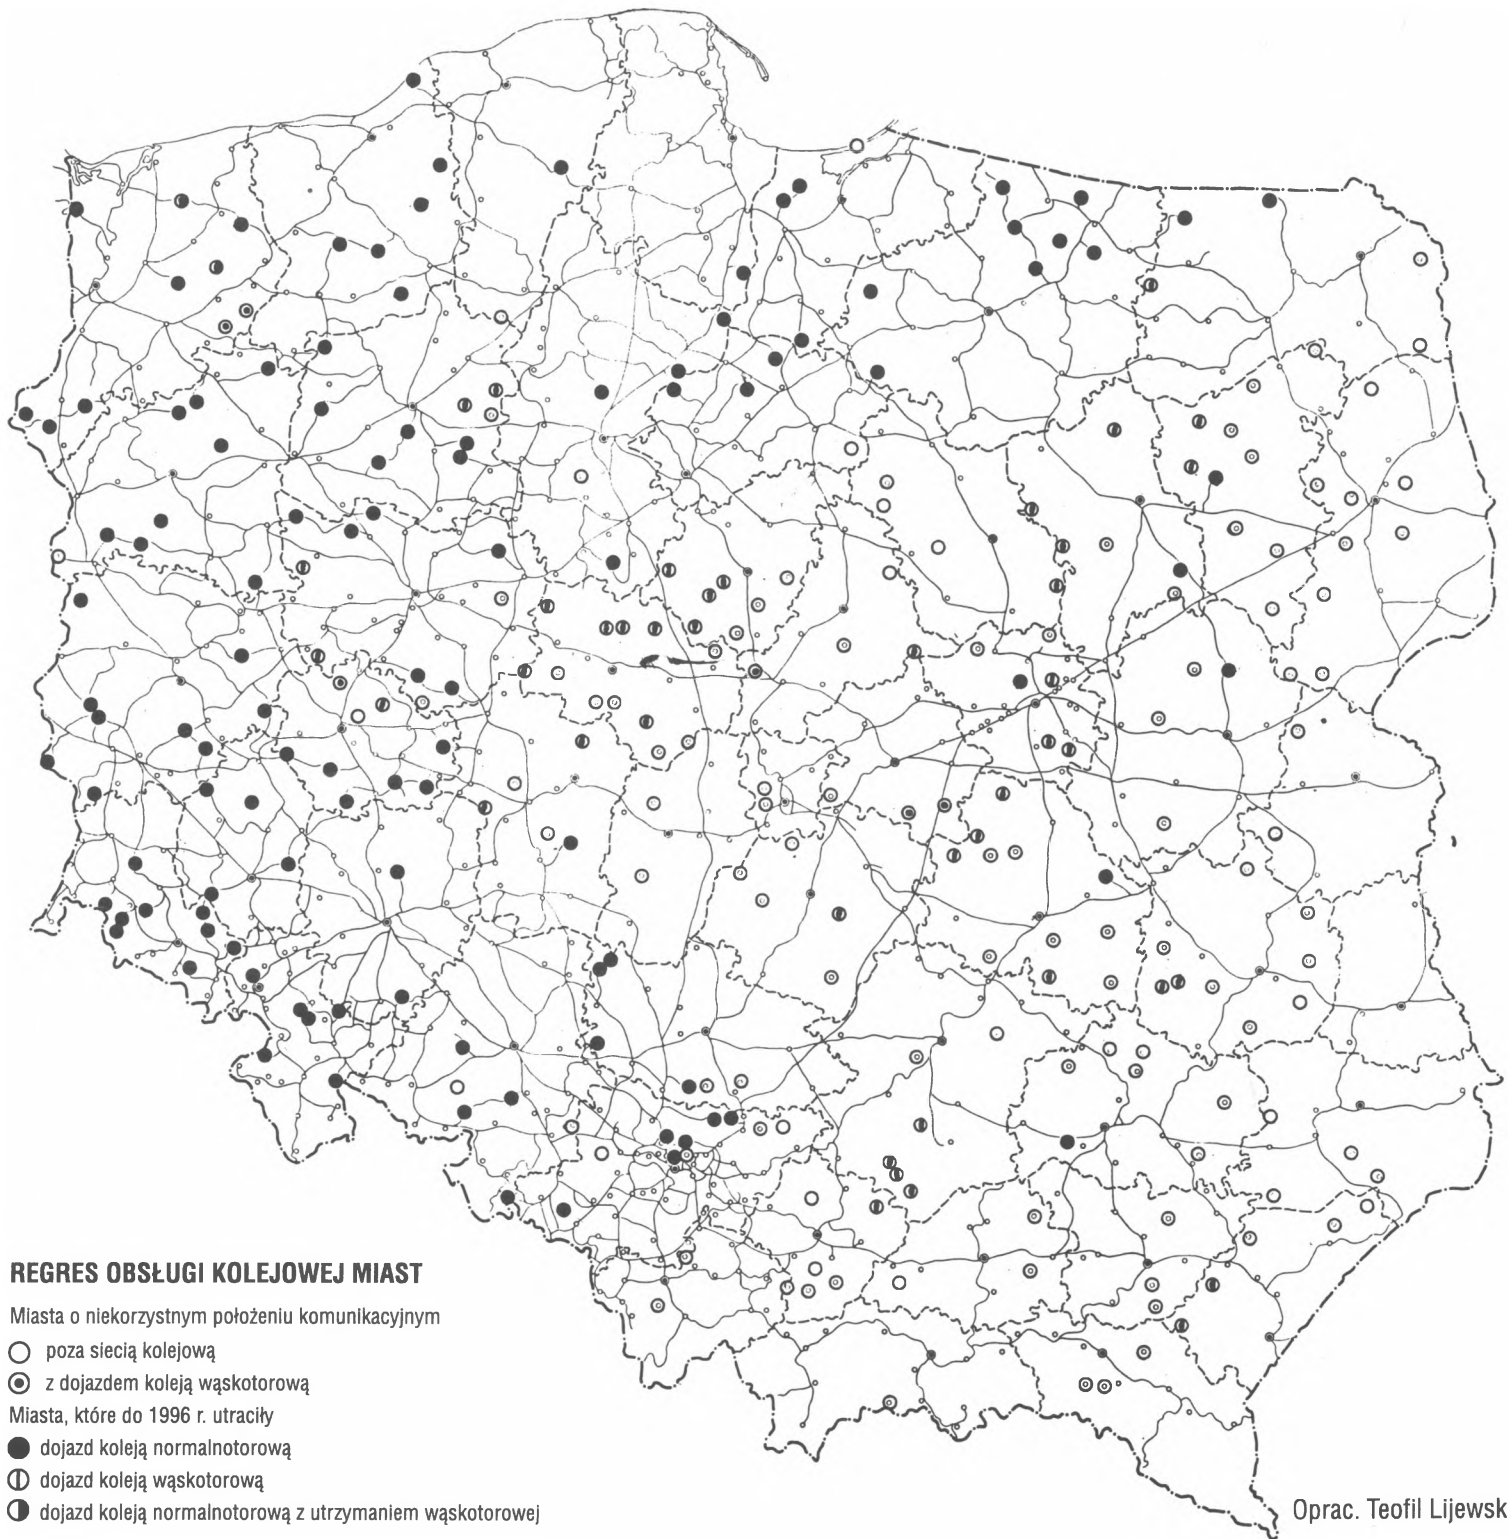 REGRES OBSŁUGI KOLEJOWEJ MIAST
Miasta o niekorzystnym położeniu komunikacyjnym
poza siecią kolejową
z dojazdem koleją wąskotorową
Miasta, które do 1996 r. utraciły
dojazd koleją normalnotorową
dojazd koleją wąskotorową
dojazd koleją normalnotorową z utrzymaniem wąskotorowej
Oprac. Teofil Lijewsk